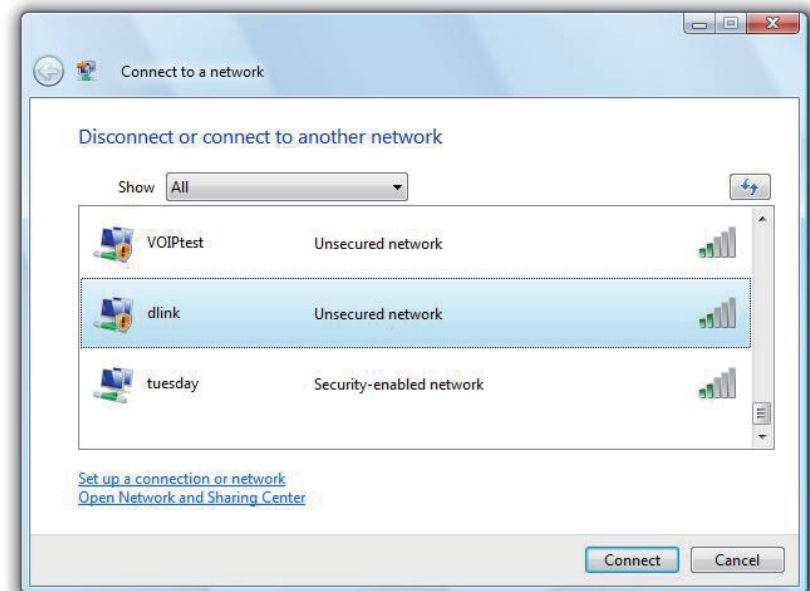 Connect to a network
Disconnect or connect to another network
Show All
VOIPtest Unsecured network
dlink Unsecured network
tuesday Security-enabled network
Set up a connection or network
Open Network and Sharing Center
Connect Cancel